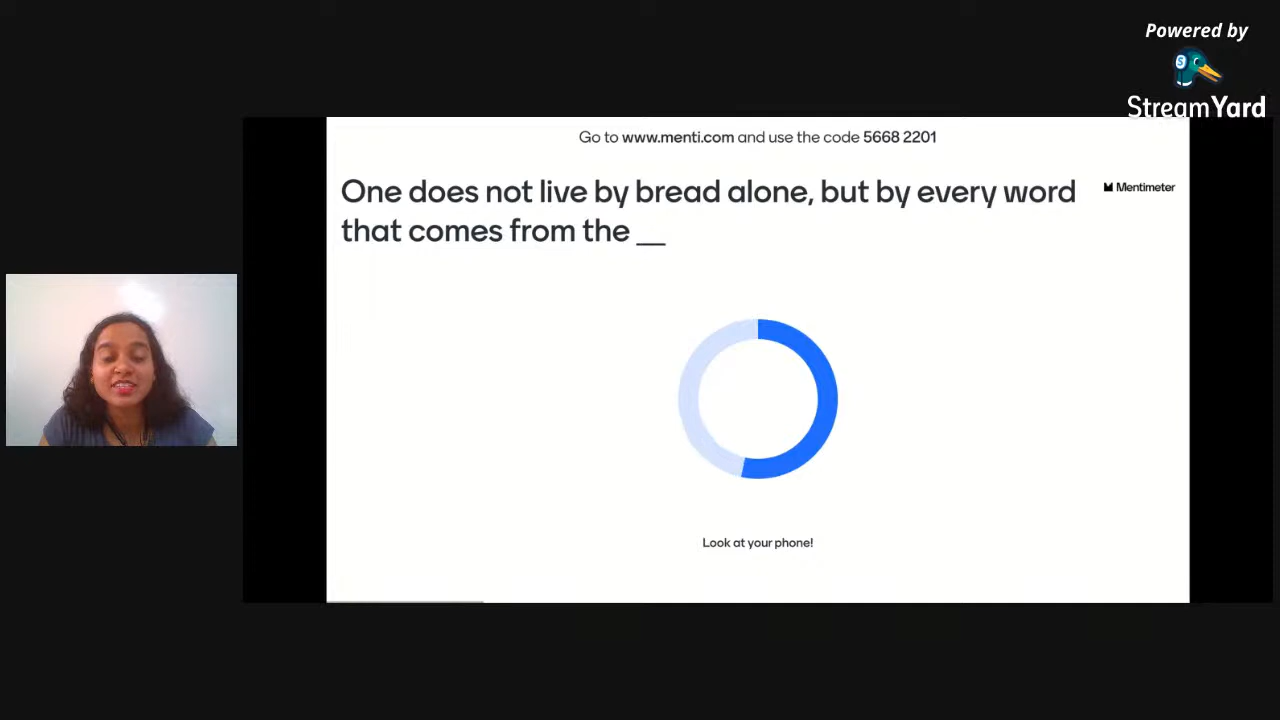 Powered by
StreamYard
Go to www.menti.com and use the code 5668 2201
Mentimeter
One does not live by bread alone, but by every word
that comes from the __
Look at your phone!